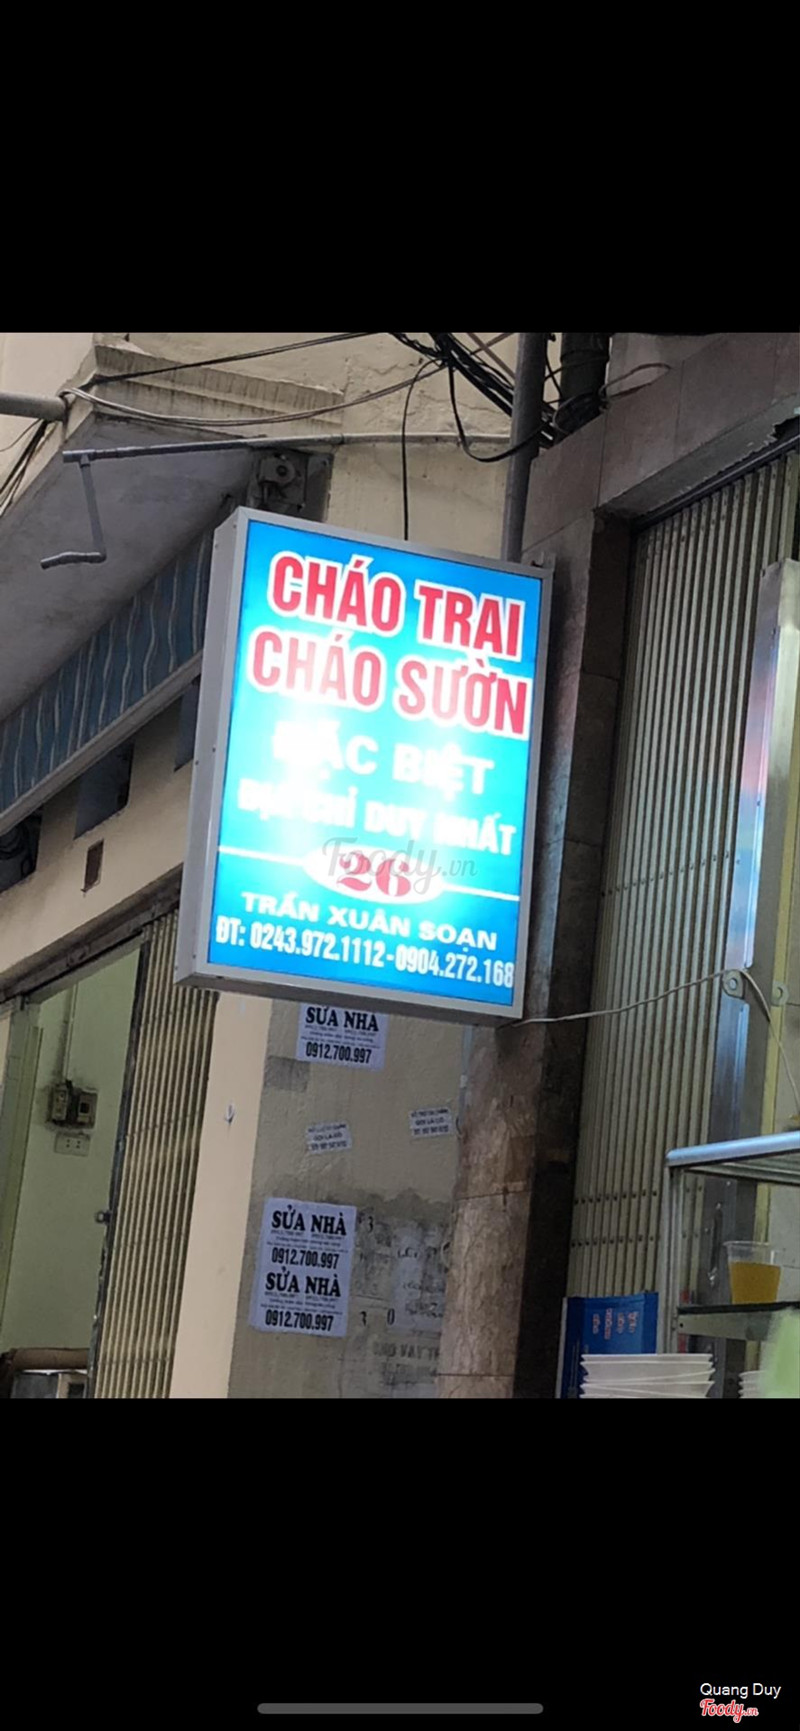 CHÁO TRAI
CHÁO SƯỜN
ĐẶC BIỆT
ĐỊA CHỈ DUY NHẤT
26
Foody.vn
TRẦN XUÂN SOẠN
ĐT: 0243.972.1112-0904.272.168
SỬA NHÀ
0912.700.997
SỬA NHÀ
0912.700.997
SỬA NHÀ
0912.700.997
Quang Duy
Foody.vn